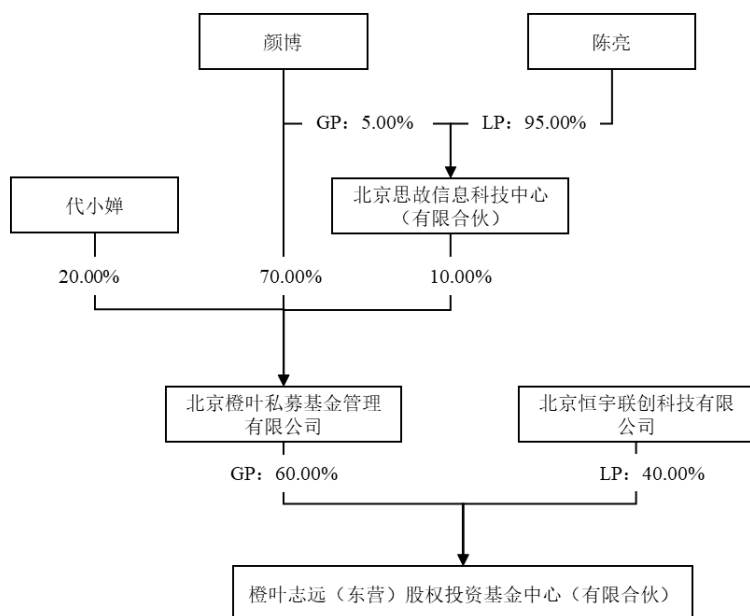 颜博
陈亮
GP：5.00%
LP：95.00%
代小婵
北京思故信息科技中心
（有限合伙）
20.00%
70.00%
10.00%
北京橙叶私募基金管理
有限公司
北京恒宇联创科技有限
公司
GP：60.00%
LP：40.00%
橙叶志远（东营）股权投资基金中心（有限合伙）